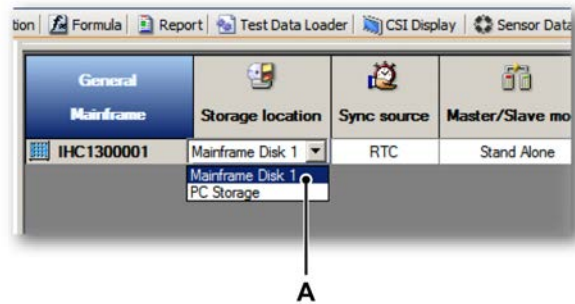 tion Formula Report Test Data Loader CSI Display Sensor Data
General Mainframe Storage location Sync source Master/Slave mo
IHC1300001 Mainframe Disk 1 RTC Stand Alone
Mainframe Disk 1
PC Storage
A